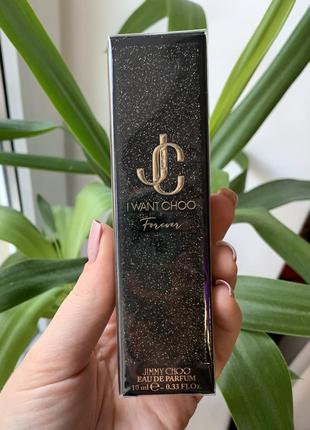 JC
I WANT CHOO
Forever
JIMMY CHOO
EAU DE PARFUM
10 ml ℮ - 0.33 FL.Oz.